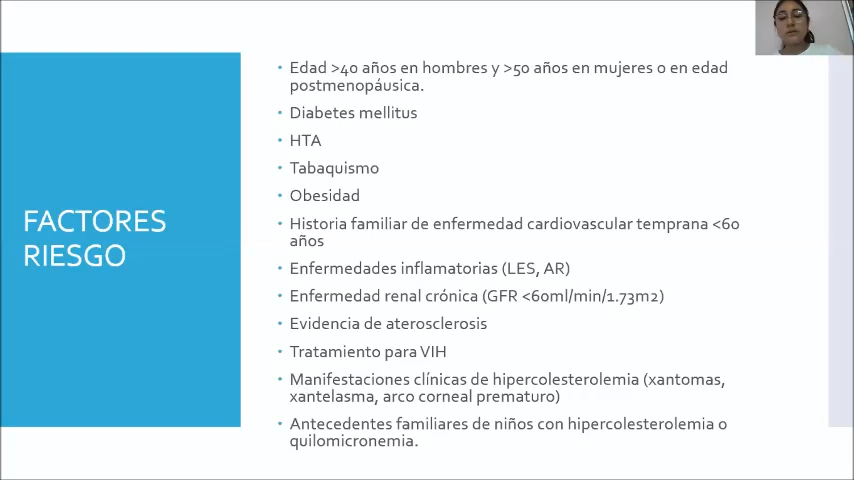 FACTORES
RIESGO
• Edad >40 años en hombres y >50 años en mujeres o en edad
postmenopáusica.
• Diabetes mellitus
• HTA
• Tabaquismo
• Obesidad
• Historia familiar de enfermedad cardiovascular temprana <60
años
• Enfermedades inflamatorias (LES, AR)
• Enfermedad renal crónica (GFR <60ml/min/1.73m2)
• Evidencia de aterosclerosis
• Tratamiento para VIH
• Manifestaciones clínicas de hipercolesterolemia (xantomas,
xantelasma, arco corneal prematuro)
• Antecedentes familiares de niños con hipercolesterolemia o
quilomicronemia.